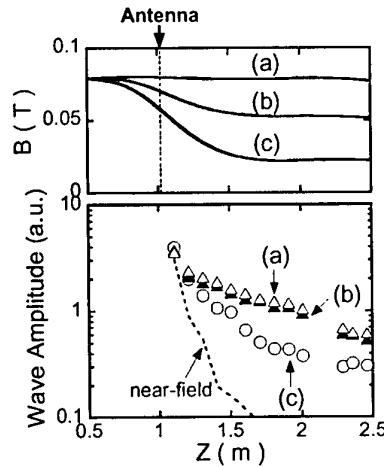 Antenna
0.1
(a)
B ( T )
0.05
(b)
(c)
0
10
Wave Amplitude (a.u.)
(a)
1
(b)
near-field
(c)
0.1
0.5 1 1.5 2 2.5
Z ( m )